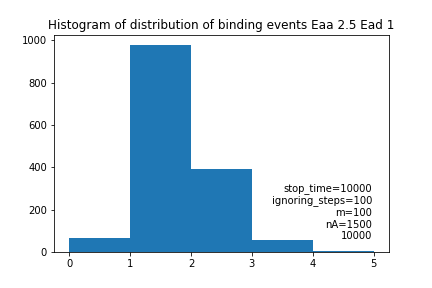 Histogram of distribution of binding events Eaa 2.5 Ead 1
1000
800
600
400
200
0
stop_time=10000
ignoring_steps=100
m=100
nA=1500
10000
0 1 2 3 4 5